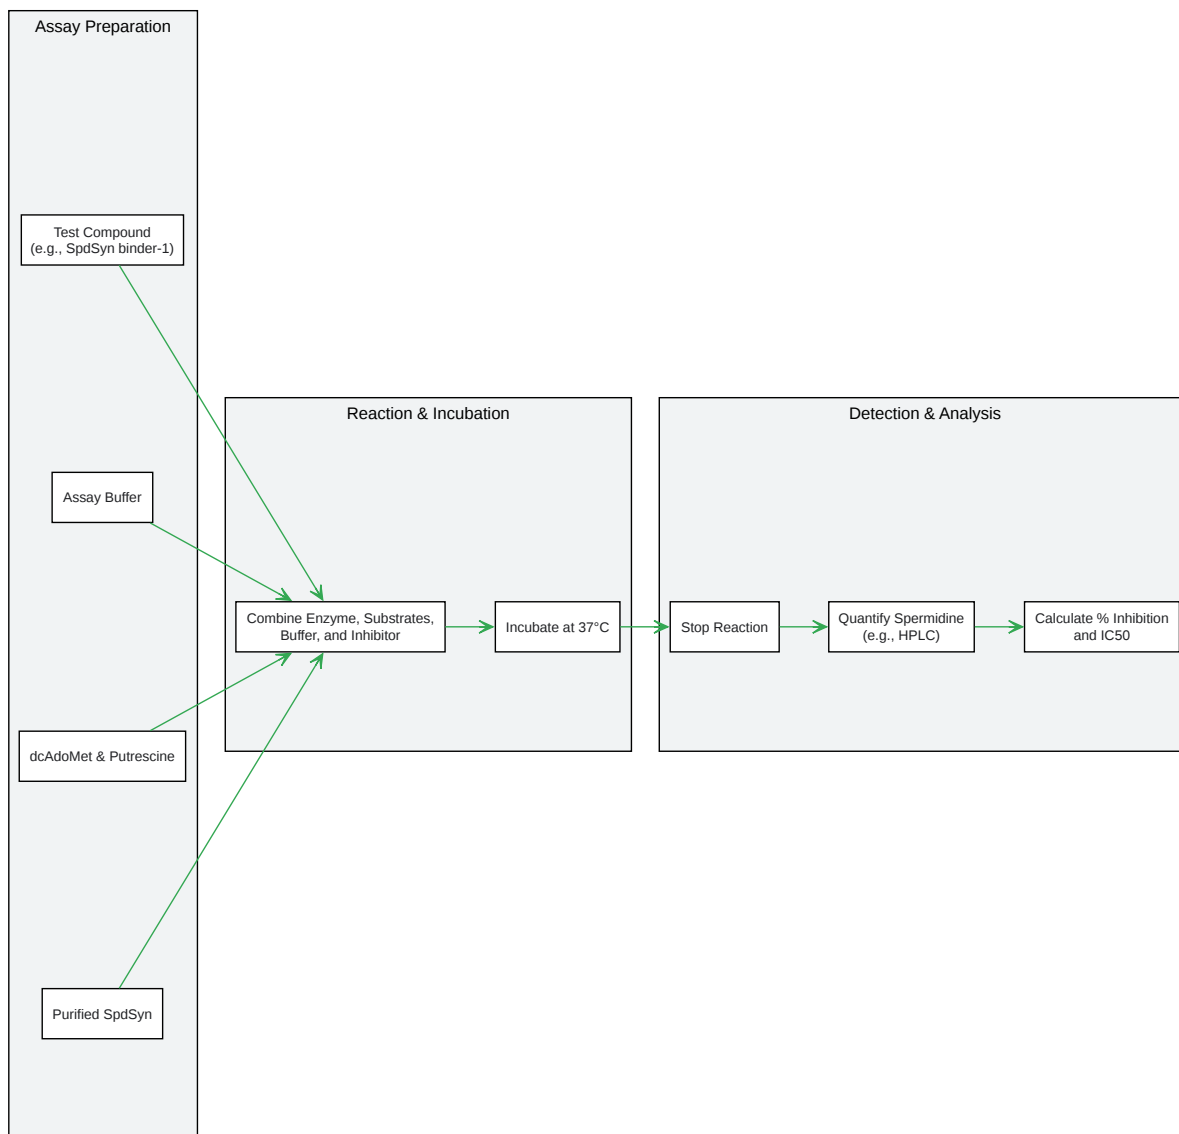 Assay Preparation
Test Compound
(e.g., SpdSyn binder-1)
Assay Buffer
dcAdoMet & Putrescine
Purified SpdSyn
Reaction & Incubation
Combine Enzyme, Substrates,
Buffer, and Inhibitor
Incubate at 37°C
Detection & Analysis
Stop Reaction
Quantify Spermidine
(e.g., HPLC)
Calculate % Inhibition
and IC50